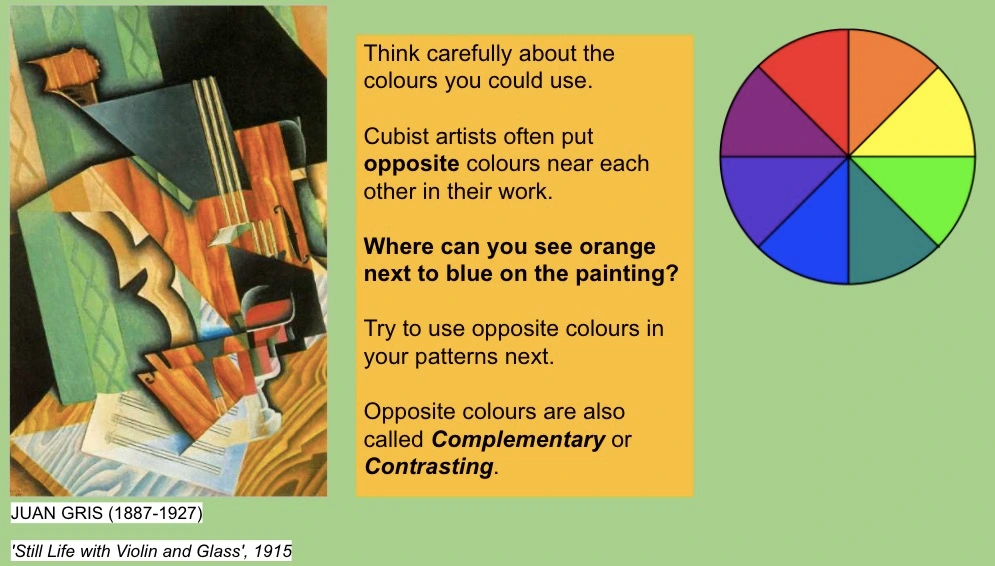 Think carefully about the
colours you could use.
Cubist artists often put
opposite colours near each
other in their work.
Where can you see orange
next to blue on the painting?
Try to use opposite colours in
your patterns next.
Opposite colours are also
called Complementary or
Contrasting.
JUAN GRIS (1887-1927)
'Still Life with Violin and Glass', 1915